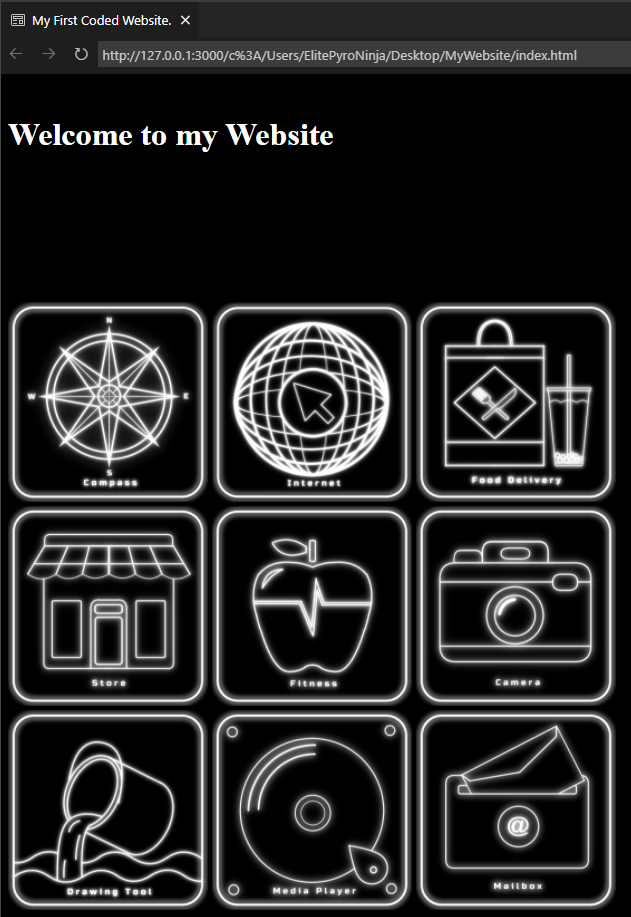 My First Coded Website.
http://127.0.0.1:3000/c%3A/Users/ElitePyroNinja/Desktop/MyWebsite/index.html
Welcome to my Website
N
W E
S
Compass
Internet
Food Delivery
Store
Fitness
Camera
Drawing Tool
Media Player
@
Mailbox